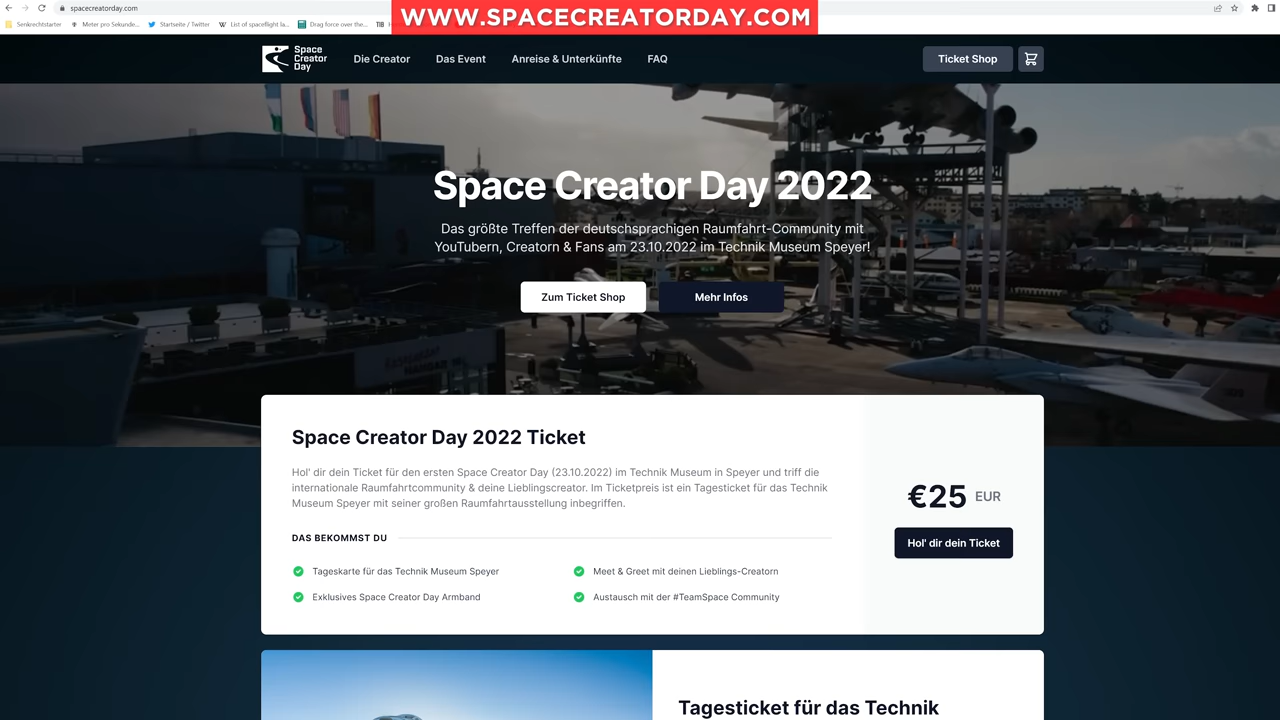 spacecreatorday.com
WWW.SPACECREATORDAY.COM
Senkrechtstarter
Meter pro Sekunde...
Startseite / Twitter
List of spaceflight la...
Drag force over the...
Space
Creator
Day
Die Creator
Das Event
Anreise & Unterkünfte
FAQ
Ticket Shop
Space Creator Day 2022
Das größte Treffen der deutschsprachigen Raumfahrt-Community mit
YouTubern, Creatorn & Fans am 23.10.2022 im Technik Museum Speyer!
Zum Ticket Shop
Mehr Infos
Space Creator Day 2022 Ticket
Hol' dir dein Ticket für den ersten Space Creator Day (23.10.2022) im Technik Museum in Speyer und triff die
internationale Raumfahrtcommunity & deine Lieblingscreator. Im Ticketpreis ist ein Tagesticket für das Technik
Museum Speyer mit seiner großen Raumfahrtausstellung inbegriffen.
€25 EUR
Hol' dir dein Ticket
DAS BEKOMMST DU
Tageskarte für das Technik Museum Speyer
Meet & Greet mit deinen Lieblings-Creatorn
Exklusives Space Creator Day Armband
Austausch mit der #TeamSpace Community
Tagesticket für das Technik